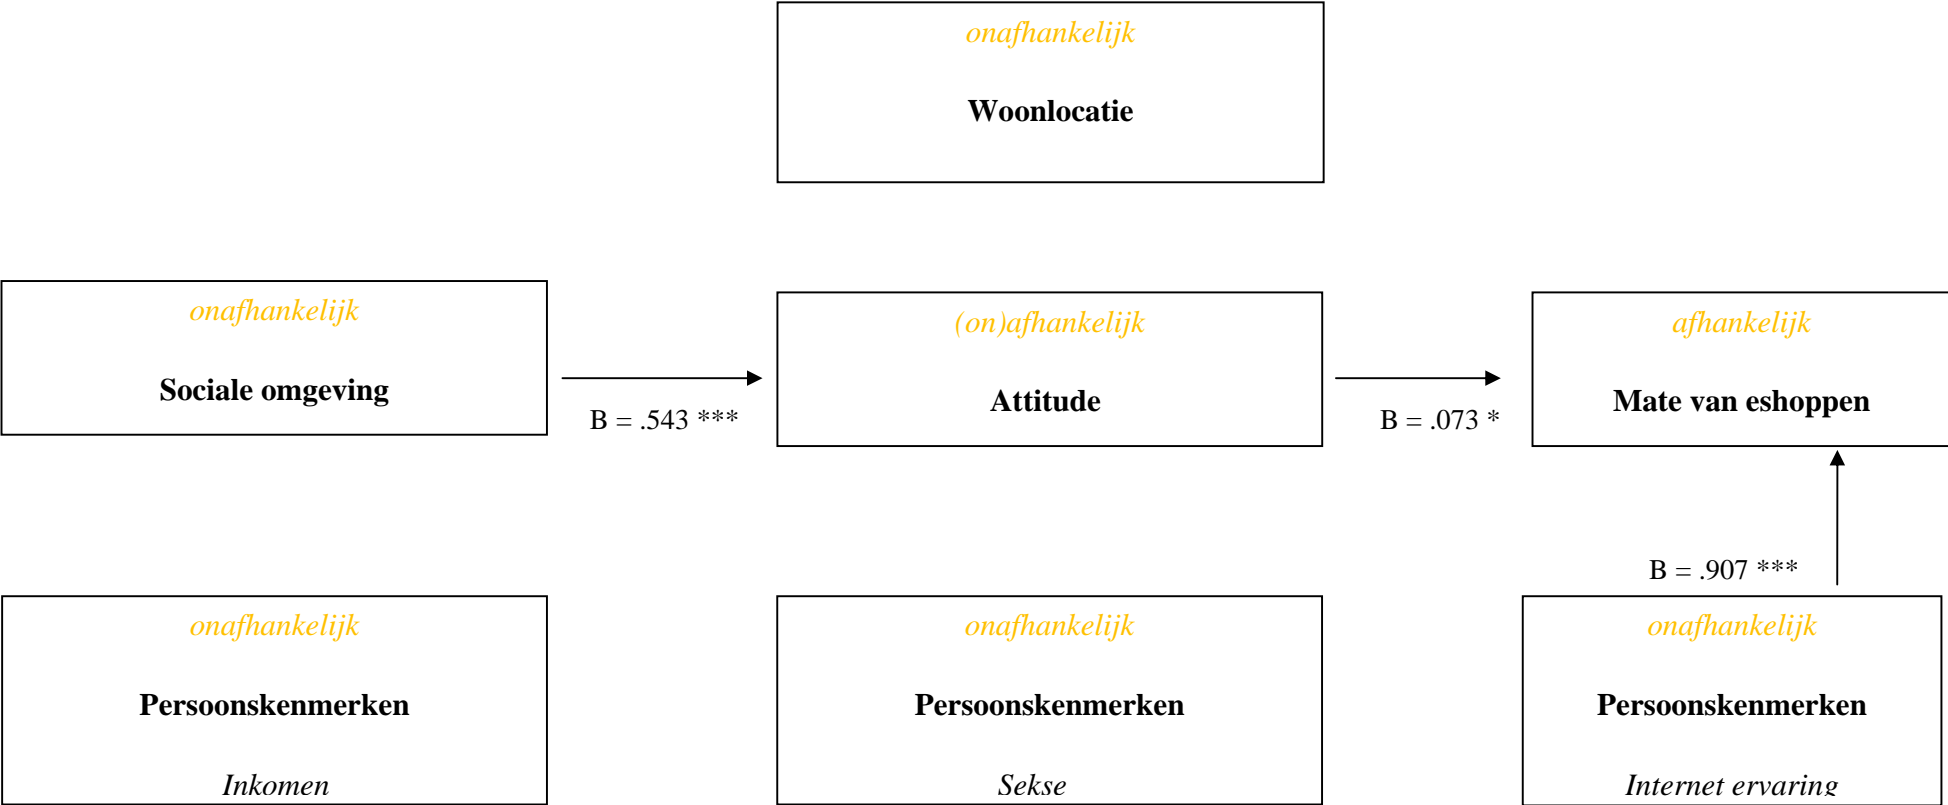 onafhankelijk
Woonlocatie
onafhankelijk
Sociale omgeving
B = .543 ***
(on)afhankelijk
Attitude
B = .073 *
afhankelijk
Mate van eshoppen
B = .907 ***
onafhankelijk
Persoonskenmerken
Inkomen
onafhankelijk
Persoonskenmerken
Sekse
onafhankelijk
Persoonskenmerken
Internet ervaring